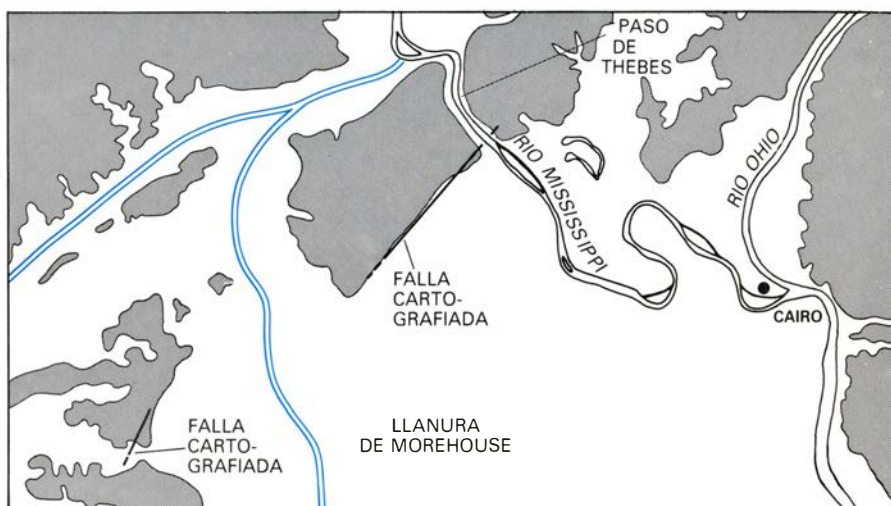 PASO
DE
THEBES
RIO MISSISSIPPI
RIO OHIO
FALLA
CARTO-
GRAFIADA
CAIRO
FALLA
CARTO-
GRAFIADA
LLANURA
DE MOREHOUSE